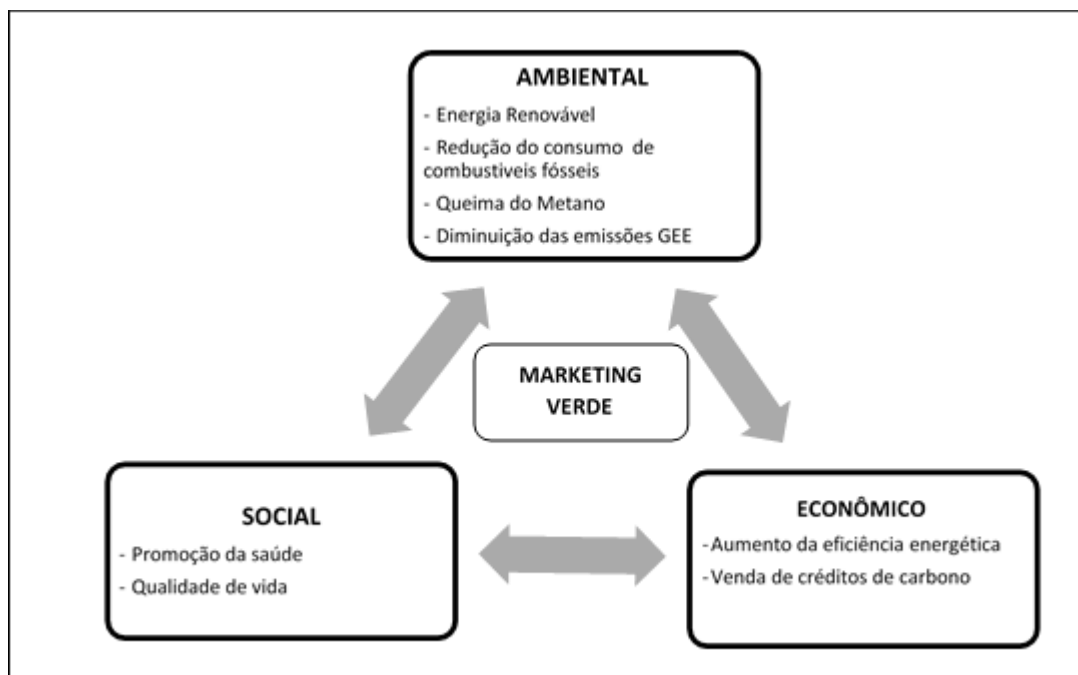 AMBIENTAL
- Energia Renovável
- Redução do consumo de
combustiveis fósseis
- Queima do Metano
- Diminuição das emissões GEE
MARKETING
VERDE
SOCIAL
- Promoção da saúde
- Qualidade de vida
ECONÔMICO
-Aumento da eficiência energética
-Venda de créditos de carbono